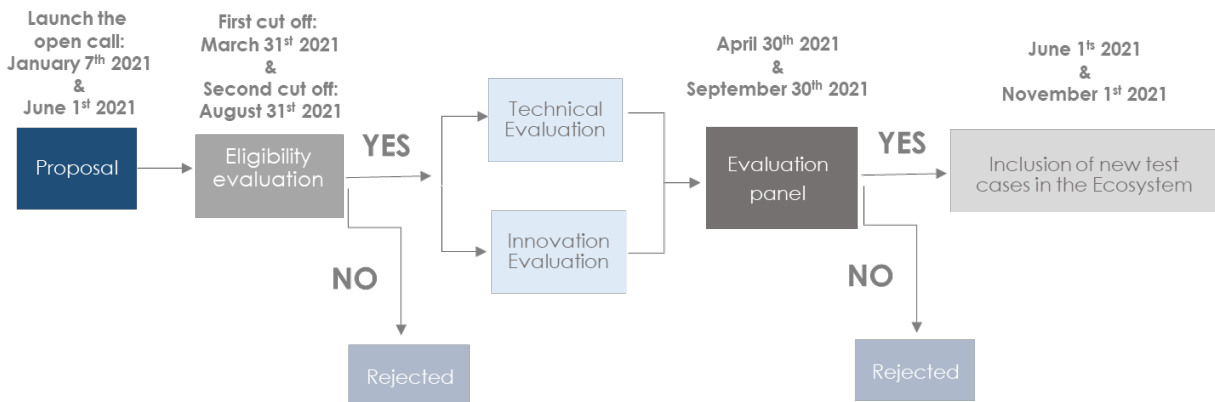 Launch the
open call:
January 7th 2021
&
June 1st 2021
First cut off:
March 31st 2021
&
Second cut off:
August 31st 2021
April 30th 2021
&
September 30th 2021
June 1ts 2021
&
November 1st 2021
Proposal
Eligibility
evaluation
YES
NO
Rejected
Technical
Evaluation
Innovation
Evaluation
Evaluation
panel
YES
NO
Rejected
Inclusion of new test
cases in the Ecosystem